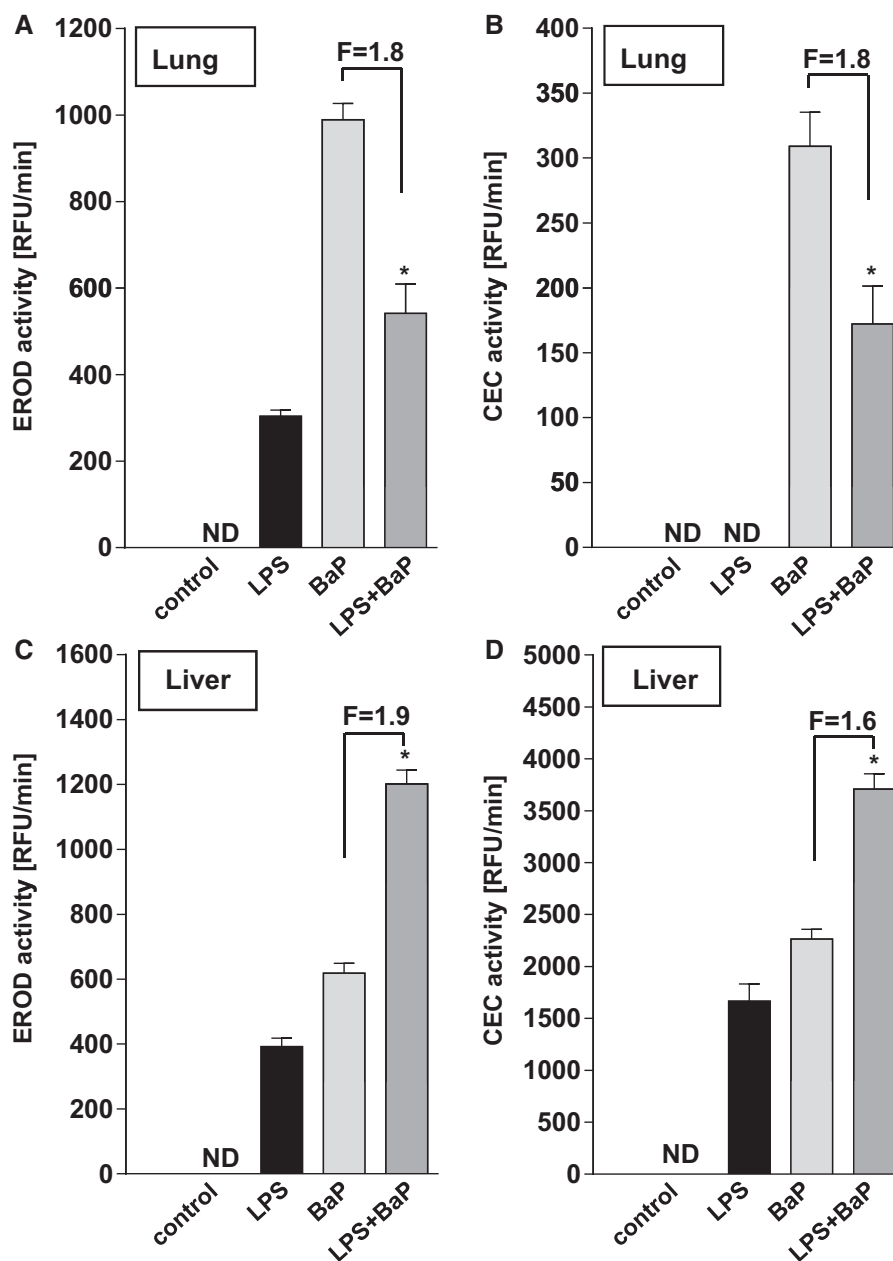 A
Lung
EROD activity [RFU/min]
1200
1000
800
600
400
200
0
F=1.8
*
ND
control
LPS
BaP
LPS+BaP
B
Lung
CEC activity [RFU/min]
400
350
300
250
200
150
100
50
0
F=1.8
*
ND
ND
control
LPS
BaP
LPS+BaP
C
Liver
EROD activity [RFU/min]
1600
1400
1200
1000
800
600
400
200
0
F=1.9
*
ND
control
LPS
BaP
LPS+BaP
D
Liver
CEC activity [RFU/min]
5000
4500
4000
3500
3000
2500
2000
1500
1000
500
0
F=1.6
*
ND
control
LPS
BaP
LPS+BaP